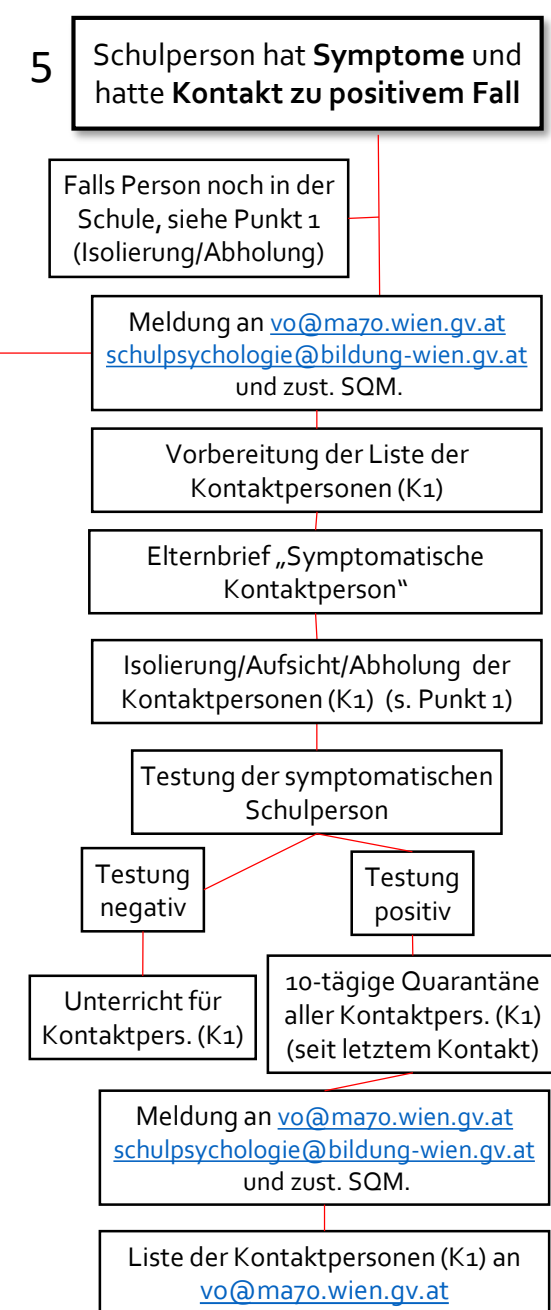 5
Schulperson hat Symptome und
hatte Kontakt zu positivem Fall
Falls Person noch in der
Schule, siehe Punkt 1
(Isolierung/Abholung)
Meldung an vo@ma70.wien.gv.at
schulpsychologie@bildung-wien.gv.at
und zust. SQM.
Vorbereitung der Liste der
Kontaktpersonen (K1)
Elternbrief „Symptomatische
Kontaktperson“
Isolierung/Aufsicht/Abholung der
Kontaktpersonen (K1) (s. Punkt 1)
Testung der symptomatischen
Schulperson
Testung
negativ
Testung
positiv
Unterricht für
Kontaktpers. (K1)
10-tägige Quarantäne
aller Kontaktpers. (K1)
(seit letztem Kontakt)
Meldung an vo@ma70.wien.gv.at
schulpsychologie@bildung-wien.gv.at
und zust. SQM.
Liste der Kontaktpersonen (K1) an
vo@ma70.wien.gv.at